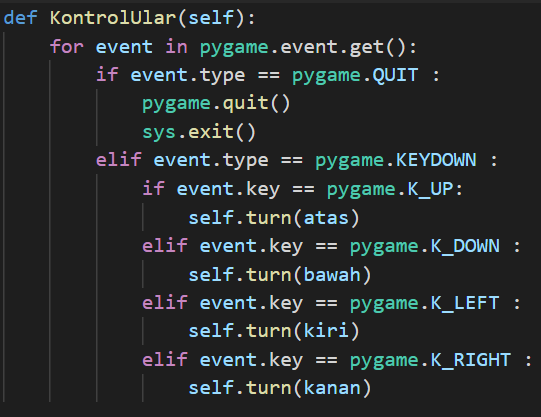 def KontrolUlar(self):
    for event in pygame.event.get():
        if event.type == pygame.QUIT :
            pygame.quit()
            sys.exit()
        elif event.type == pygame.KEYDOWN :
            if event.key == pygame.K_UP:
                self.turn(atas)
            elif event.key == pygame.K_DOWN :
                self.turn(bawah)
            elif event.key == pygame.K_LEFT :
                self.turn(kiri)
            elif event.key == pygame.K_RIGHT :
                self.turn(kanan)